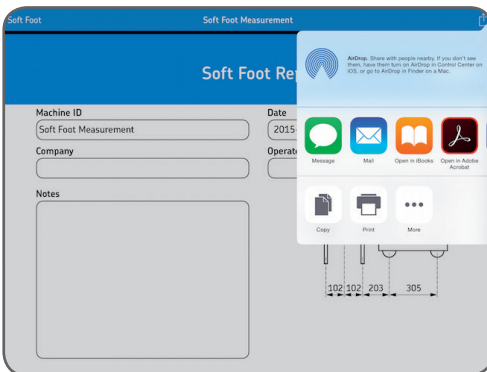 Soft Foot
Soft Foot Measurement
Soft Foot Re
AirDrop. Share with people nearby. If you don't see
them, have them turn on AirDrop in Control Center on
iOS, or go to AirDrop in Finder on a Mac.
Machine ID
Date
Soft Foot Measurement
2015-
Company
Operat
Message
Mail
Open in iBooks
Open in Adobe
Acrobat
Notes
Copy
Print
More
102 102 203 305